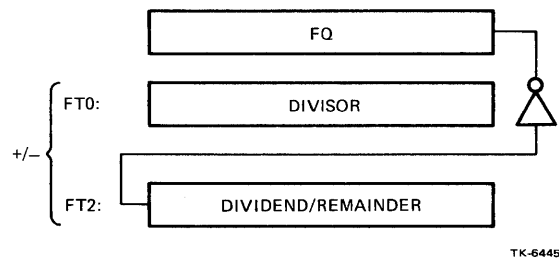 FQ
FT0: DIVISOR
+/–
FT2: DIVIDEND/REMAINDER
TK-6445